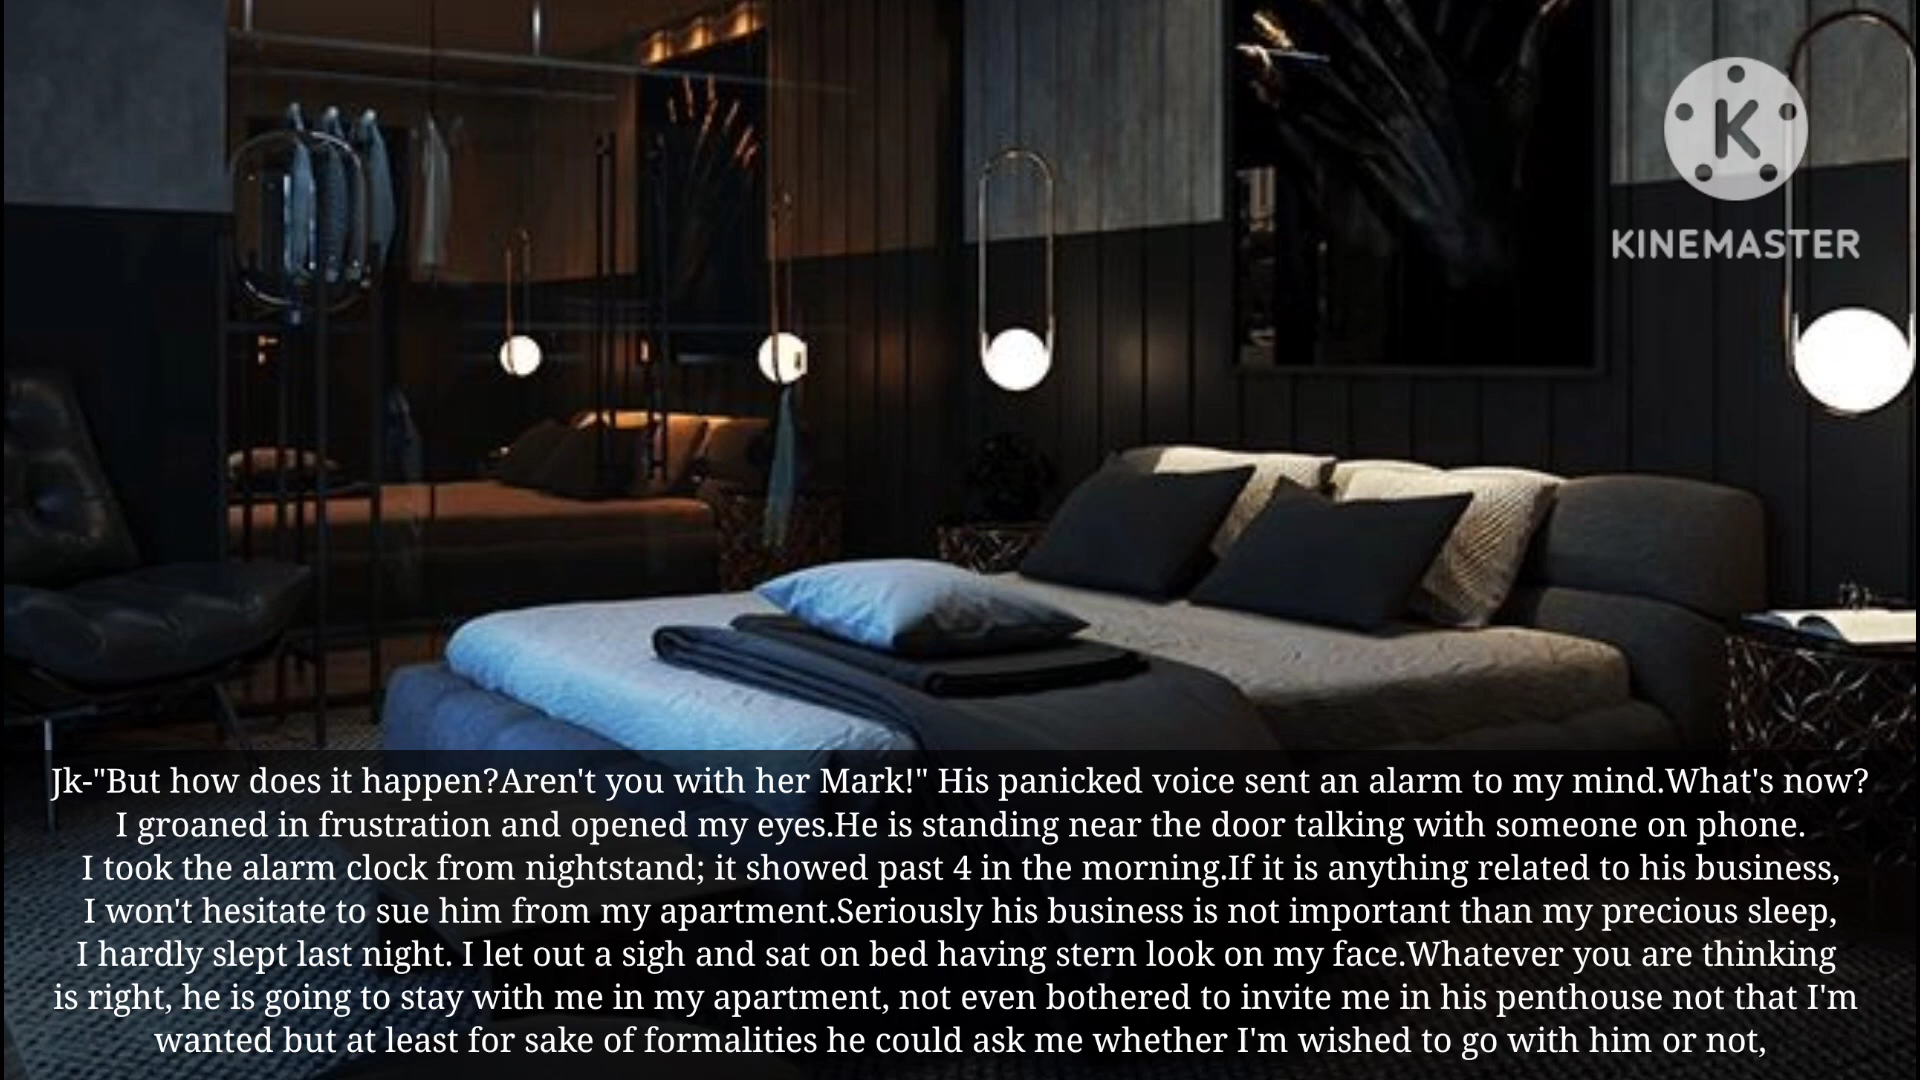 KINEMASTER
Jk-"But how does it happen?Aren't you with her Mark!" His panicked voice sent an alarm to my mind.What's now?
I groaned in frustration and opened my eyes.He is standing near the door talking with someone on phone.
I took the alarm clock from nightstand; it showed past 4 in the morning.If it is anything related to his business,
I won't hesitate to sue him from my apartment.Seriously his business is not important than my precious sleep,
I hardly slept last night. I let out a sigh and sat on bed having stern look on my face.Whatever you are thinking
is right, he is going to stay with me in my apartment, not even bothered to invite me in his penthouse not that I'm
wanted but at least for sake of formalities he could ask me whether I'm wished to go with him or not,